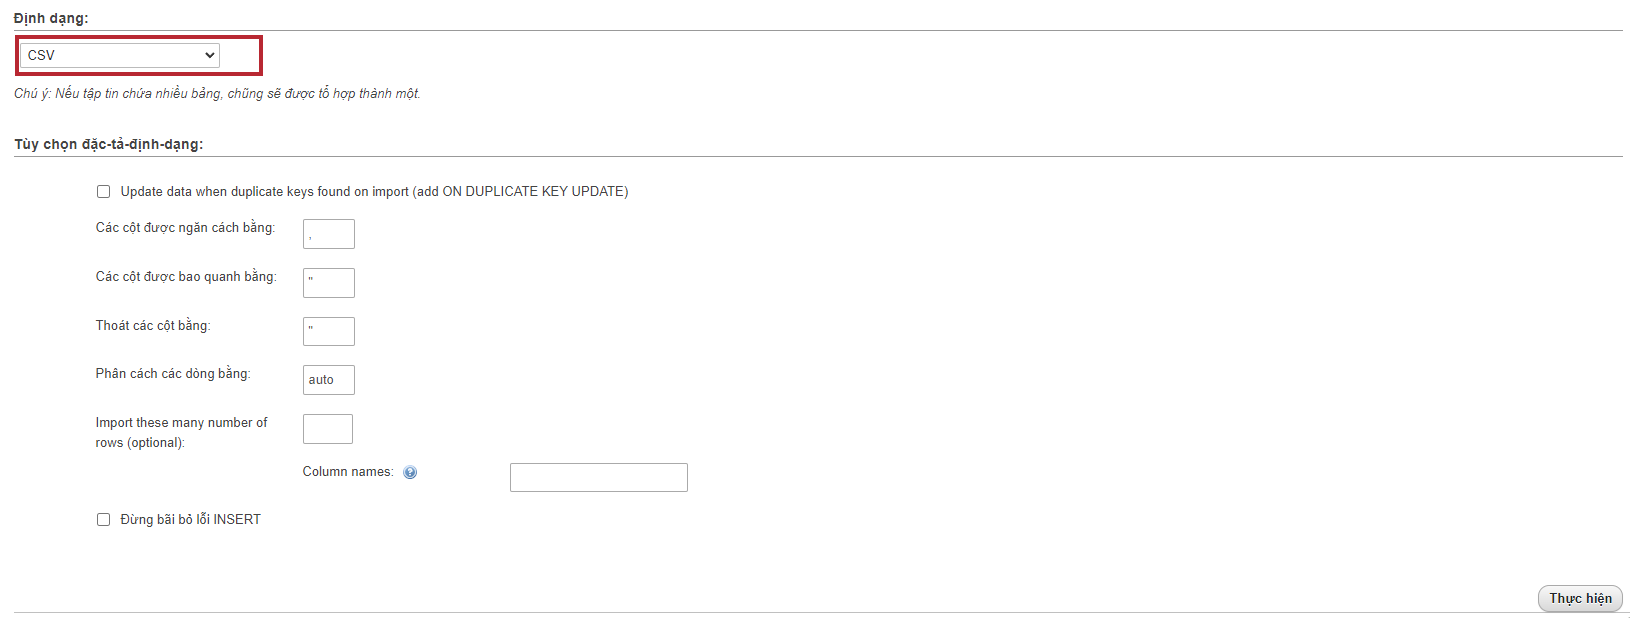 Định dạng:
CSV
Chú ý: Nếu tập tin chứa nhiều bảng, chũng sẽ được tổ hợp thành một.
Tùy chọn đặc-tả-định-dạng:
Update data when duplicate keys found on import (add ON DUPLICATE KEY UPDATE)
Các cột được ngăn cách bằng: ,
Các cột được bao quanh bằng: "
Thoát các cột bằng: "
Phân cách các dòng bằng: auto
Import these many number of
rows (optional):
Column names:
Đừng bãi bỏ lỗi INSERT
Thực hiện